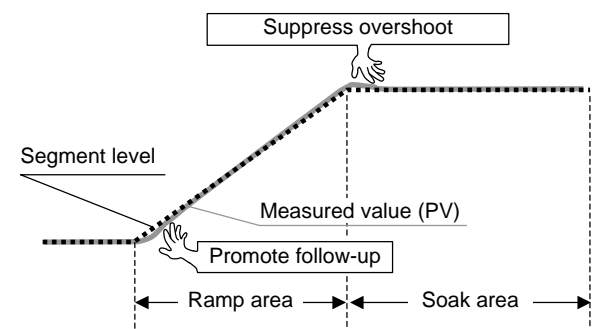 Suppress overshoot
Segment level
Measured value (PV)
Promote follow-up
Ramp area
Soak area